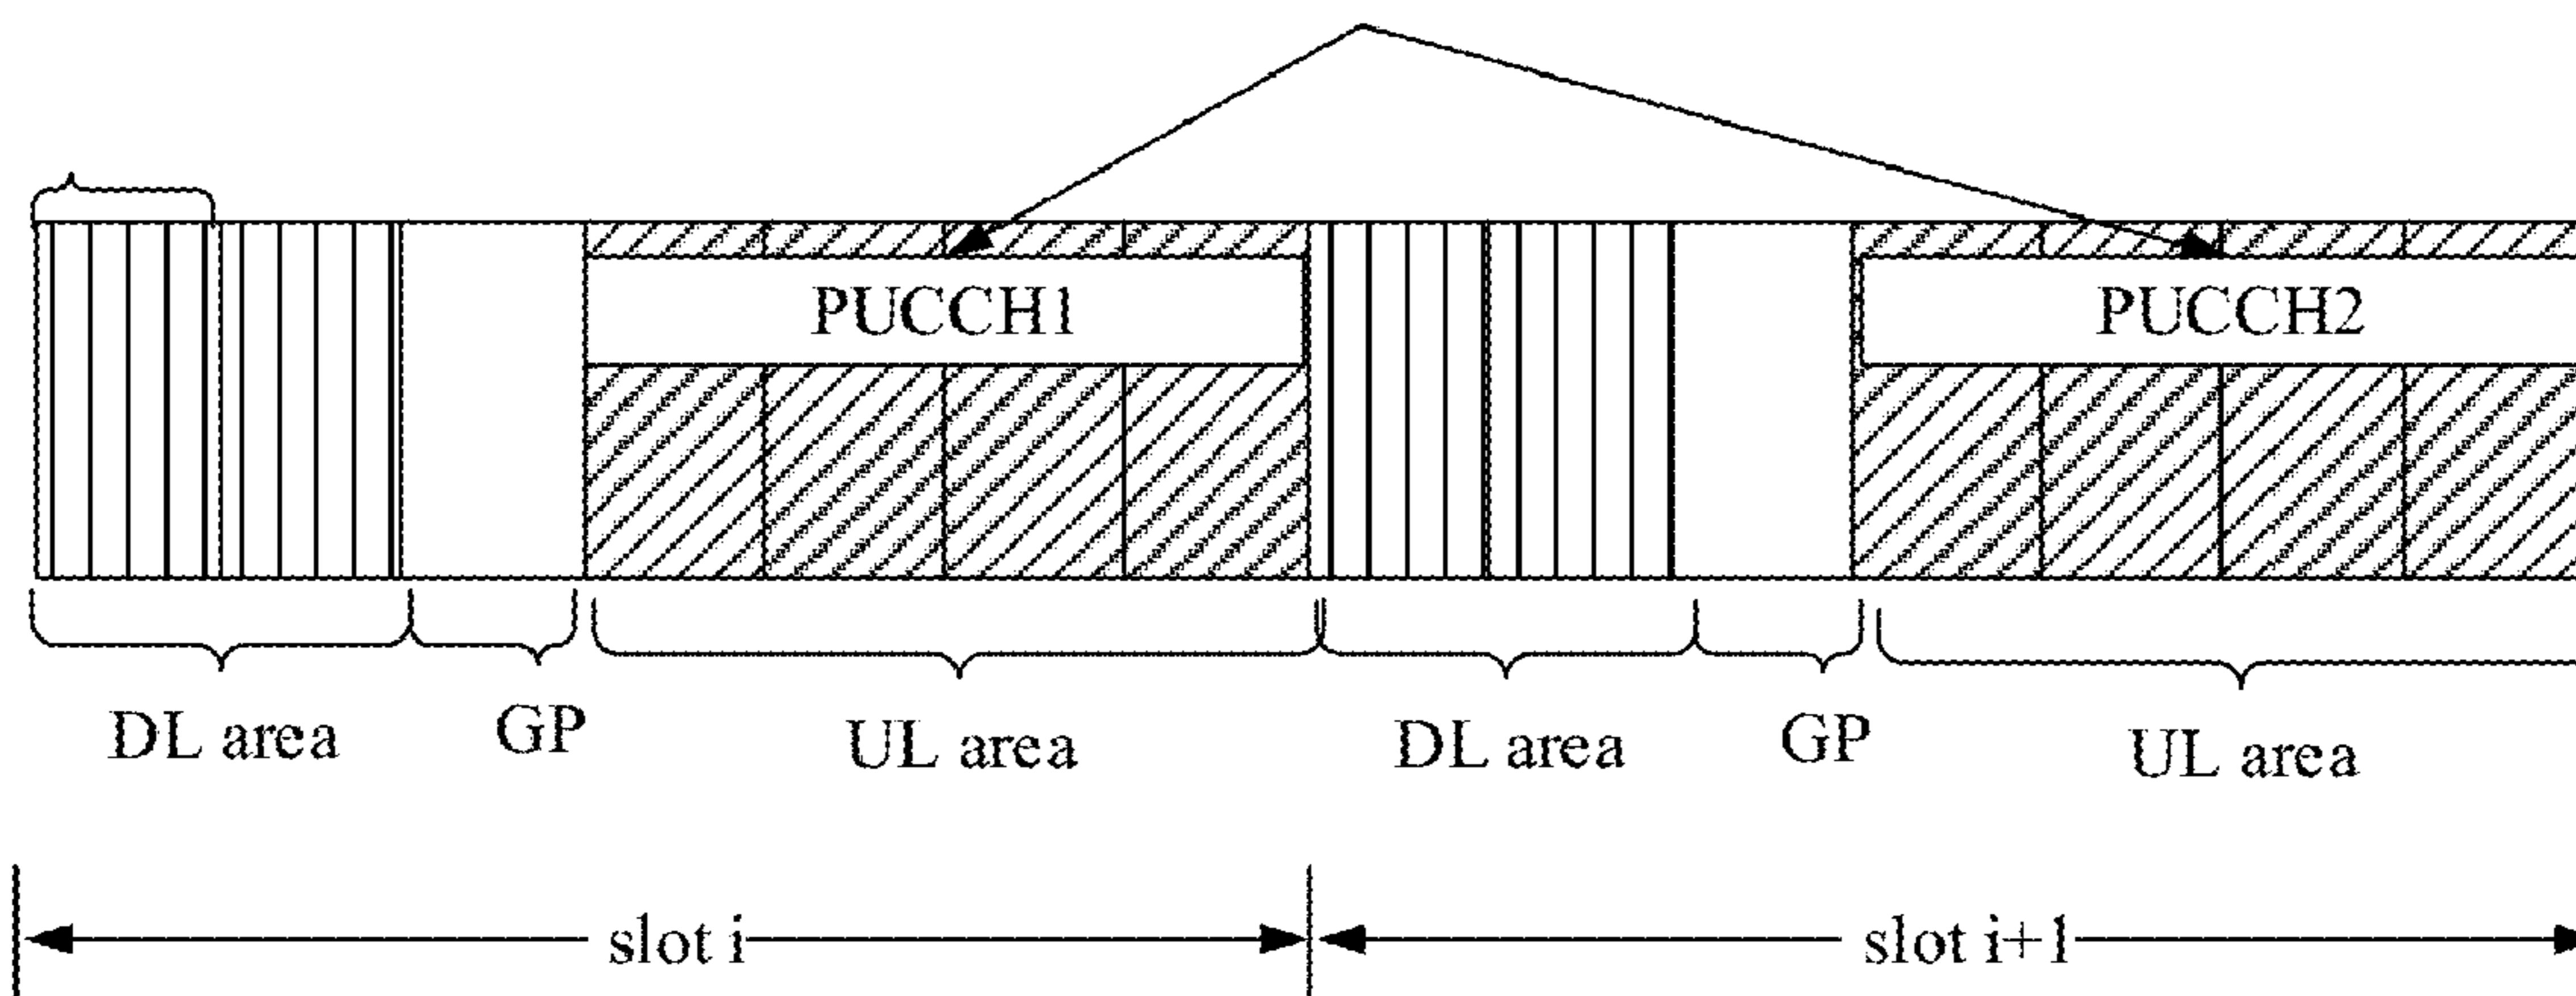 PUCCH1 PUCCH2
DL area GP UL area DL area GP UL area
slot i slot i+1